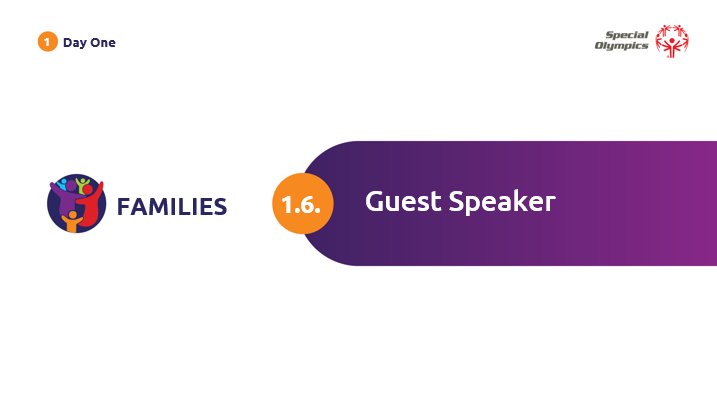 1 Day One
Special
Olympics
FAMILIES
1.6.
Guest Speaker